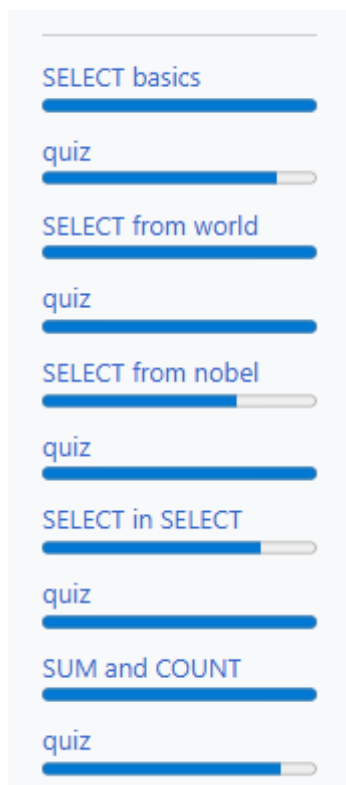 SELECT basics
quiz
SELECT from world
quiz
SELECT from nobel
quiz
SELECT in SELECT
quiz
SUM and COUNT
quiz